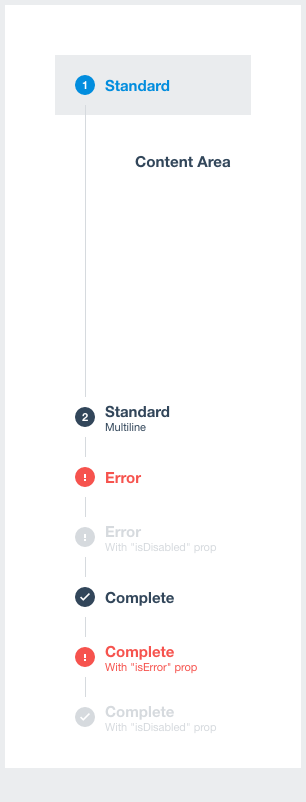 1 Standard
Content Area
2 Standard
Multiline
! Error
! Error
With "isDisabled" prop
Complete
! Complete
With "isError" prop
Complete
With "isDisabled" prop